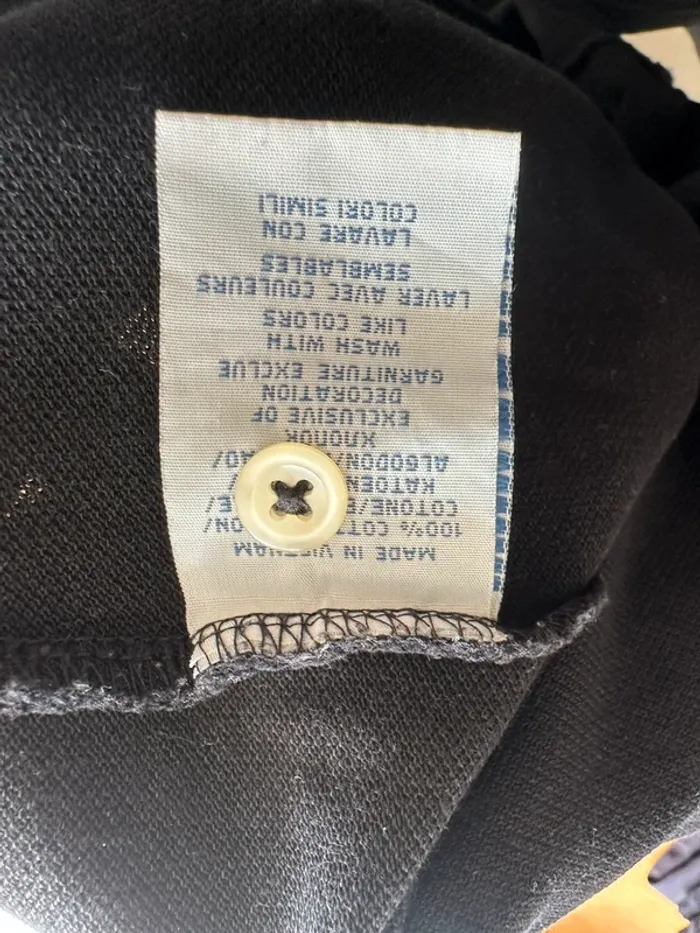 MADE IN VIETNAM
100% COTTON/
COTONE/
KATOEN
ALGODON/
ХЛОПОК
EXCLUSIVE OF
DECORATION
GARNITURE EXCLUE
WASH WITH
LIKE COLORS
LAVER AVEC COULEURS
SEMBLABLES
LAVARE CON
COLORI SIMILI